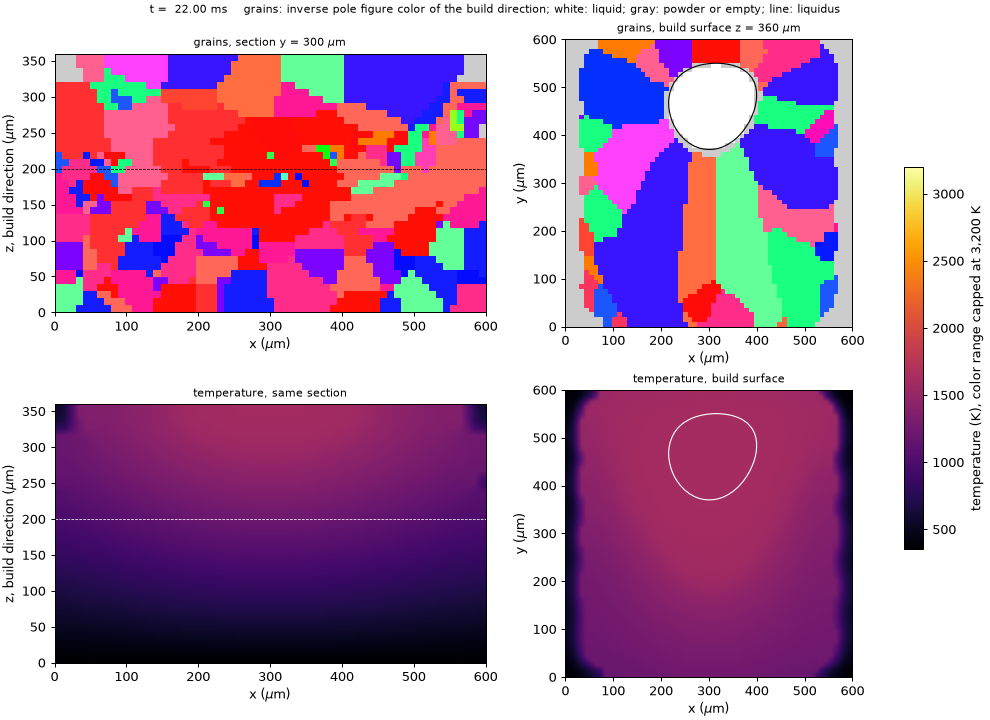 t = 22.00 ms grains: inverse pole figure color of the build direction; white: liquid; gray: powder or empty; line: liquidus
grains, section y = 300 μm
350
300
250
200
150
100
50
0
z, build direction (μm)
0 100 200 300 400 500 600
x (μm)
grains, build surface z = 360 μm
600
500
400
300
200
100
0
y (μm)
0 100 200 300 400 500 600
x (μm)
temperature, same section
350
300
250
200
150
100
50
0
z, build direction (μm)
0 100 200 300 400 500 600
x (μm)
temperature, build surface
600
500
400
300
200
100
0
y (μm)
0 100 200 300 400 500 600
x (μm)
3000
2500
2000
1500
1000
500
temperature (K), color range capped at 3,200 K